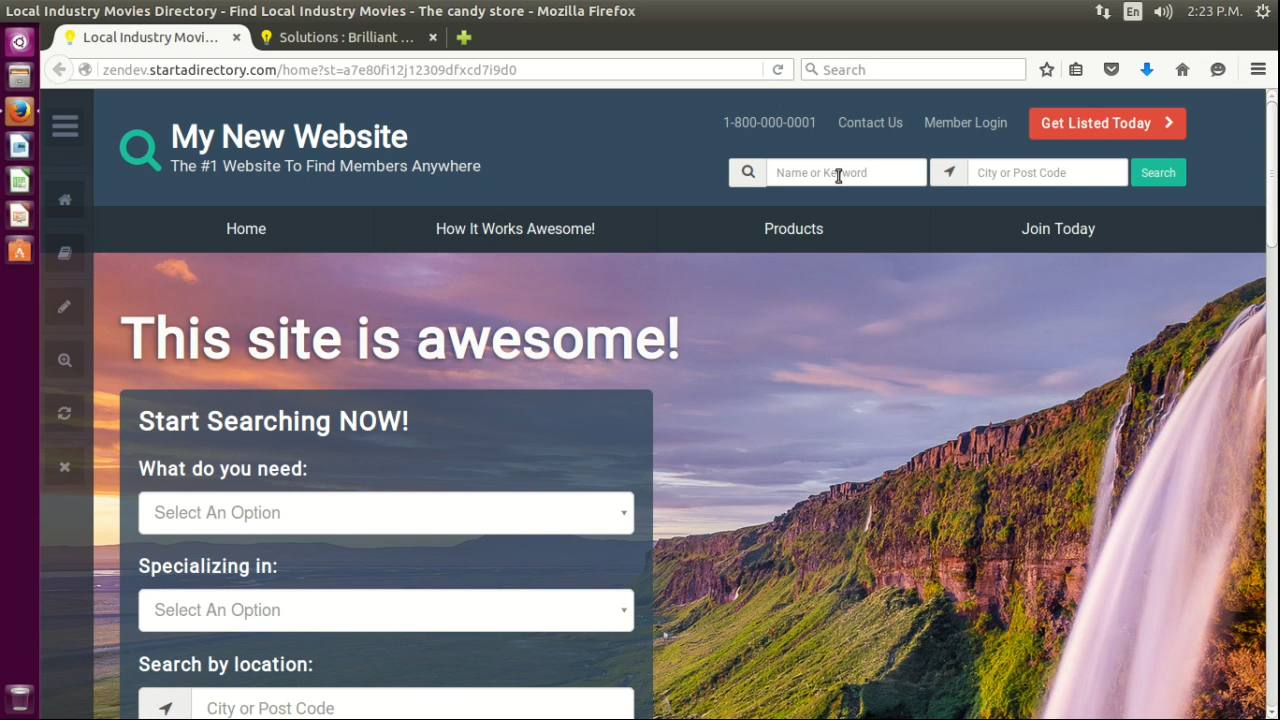 Local Industry Movies Directory - Find Local Industry Movies - The candy store - Mozilla Firefox
En
2:23 P.M.
Local Industry Movi...
Solutions : Brilliant ...
zendev.startadirectory.com/home?st=a7e80fi12j12309dfxcd7i9d0
Search
My New Website
The #1 Website To Find Members Anywhere
1-800-000-0001
Contact Us
Member Login
Get Listed Today
Name or Keyword
City or Post Code
Search
Home
How It Works Awesome!
Products
Join Today
This site is awesome!
Start Searching NOW!
What do you need:
Select An Option
Specializing in:
Select An Option
Search by location:
City or Post Code